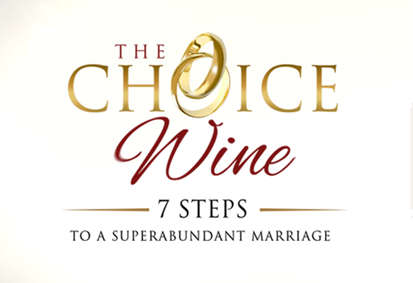 THE
CHOICE
Wine
7 STEPS
TO A SUPERABUNDANT MARRIAGE